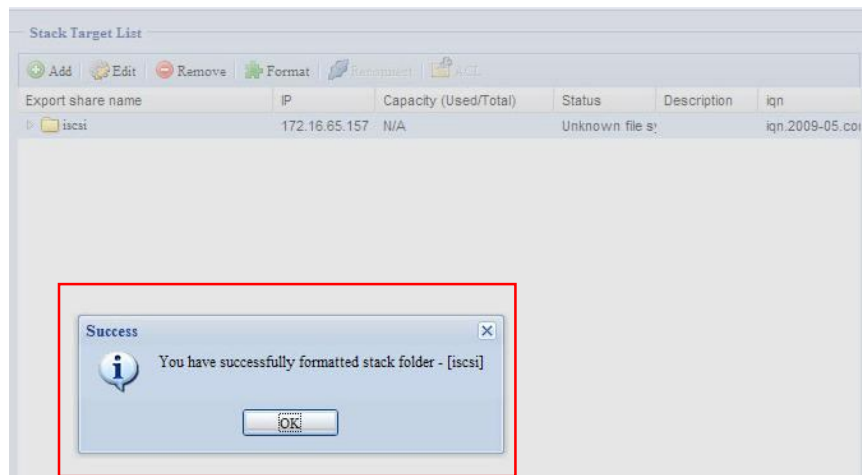 Stack Target List
Add Edit Remove Format Reconnect ACL
Export share name IP Capacity (Used/Total) Status Description iqn
iscsi 172.16.65.157 N/A Unknown file sy iqn.2009-05.co
Success
You have successfully formatted stack folder - [iscsi]
OK